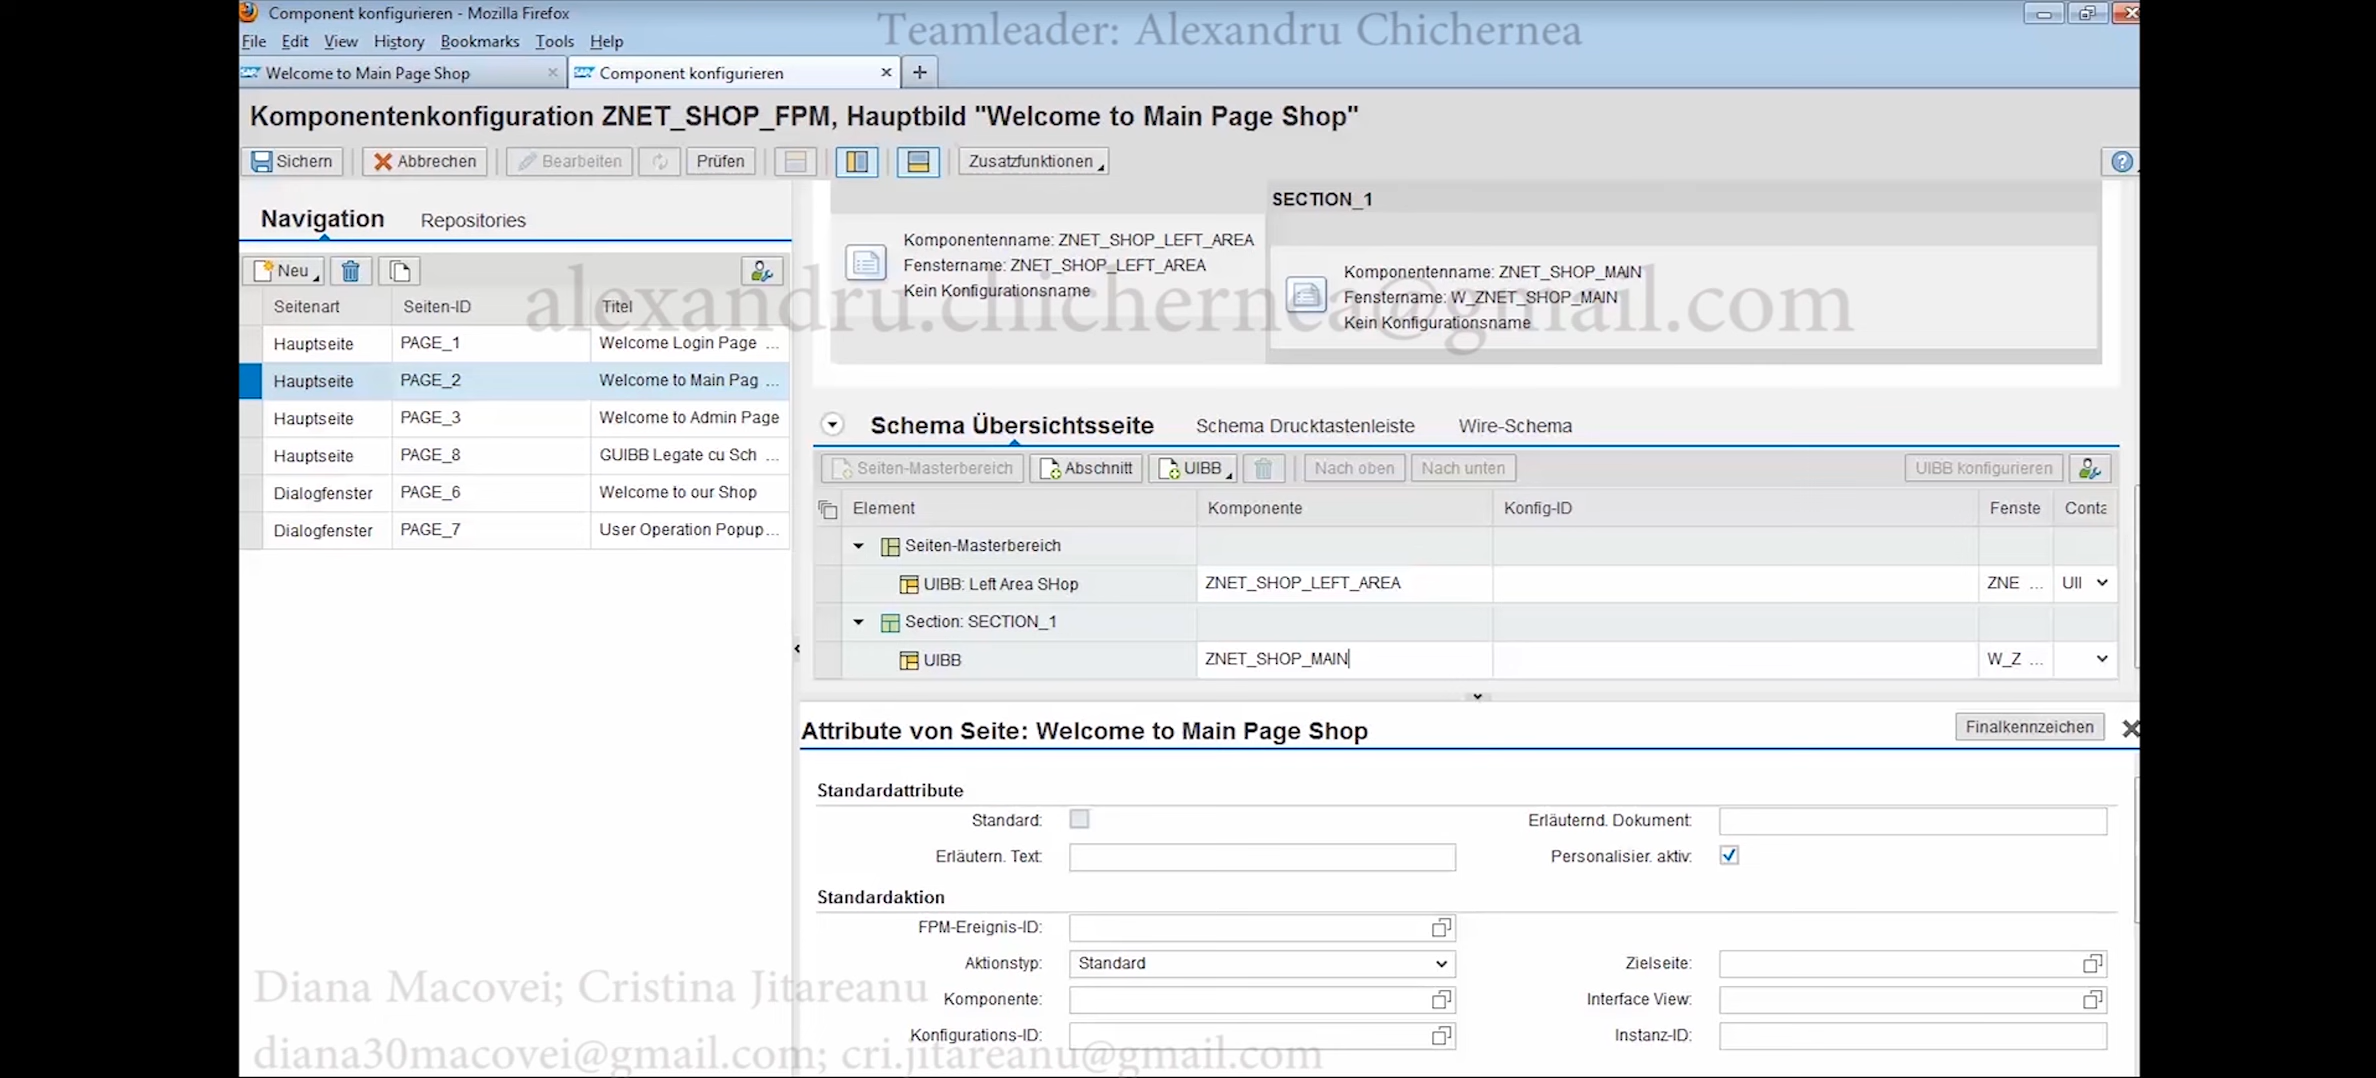 Component konfigurieren - Mozilla Firefox
Teamleader: Alexandru Chichernea
File Edit View History Bookmarks Tools Help
Welcome to Main Page Shop
Component konfigurieren
Komponentenkonfiguration ZNET_SHOP_FPM, Hauptbild "Welcome to Main Page Shop"
Sichern Abbrechen Bearbeiten Prüfen Zusatzfunktionen
Navigation Repositories
Neu
Seitenart Seiten-ID Titel
Hauptseite PAGE_1 Welcome Login Page ...
Hauptseite PAGE_2 Welcome to Main Pag ...
Hauptseite PAGE_3 Welcome to Admin Page
Hauptseite PAGE_8 GUIBB Legate cu Sch ...
Dialogfenster PAGE_6 Welcome to our Shop
Dialogfenster PAGE_7 User Operation Popup...
alexandru.chichernea@gmail.com
Komponentenname: ZNET_SHOP_LEFT_AREA
Fenstername: ZNET_SHOP_LEFT_AREA
Kein Konfigurationsname
SECTION_1
Komponentenname: ZNET_SHOP_MAIN
Fenstername: W_ZNET_SHOP_MAIN
Kein Konfigurationsname
Schema Übersichtsseite Schema Drucktastenleiste Wire-Schema
Seiten-Masterbereich Abschnitt UIBB Nach oben Nach unten UIBB konfigurieren
Element Komponente Konfig-ID Fenste Conta
Seiten-Masterbereich
UIBB: Left Area SHop ZNET_SHOP_LEFT_AREA ZNE ... UII
Section: SECTION_1
UIBB ZNET_SHOP_MAIN W_Z ...
Attribute von Seite: Welcome to Main Page Shop Finalkennzeichen
Standardattribute
Standard: Erläuternd. Dokument:
Erläutern. Text: Personalisier. aktiv:
Standardaktion
FPM-Ereignis-ID:
Aktionstyp: Standard Zielseite:
Komponente: Interface View:
Konfigurations-ID: Instanz-ID:
Diana Macovei; Cristina Jitareanu
diana30macovei@gmail.com; cri.jitareanu@gmail.com